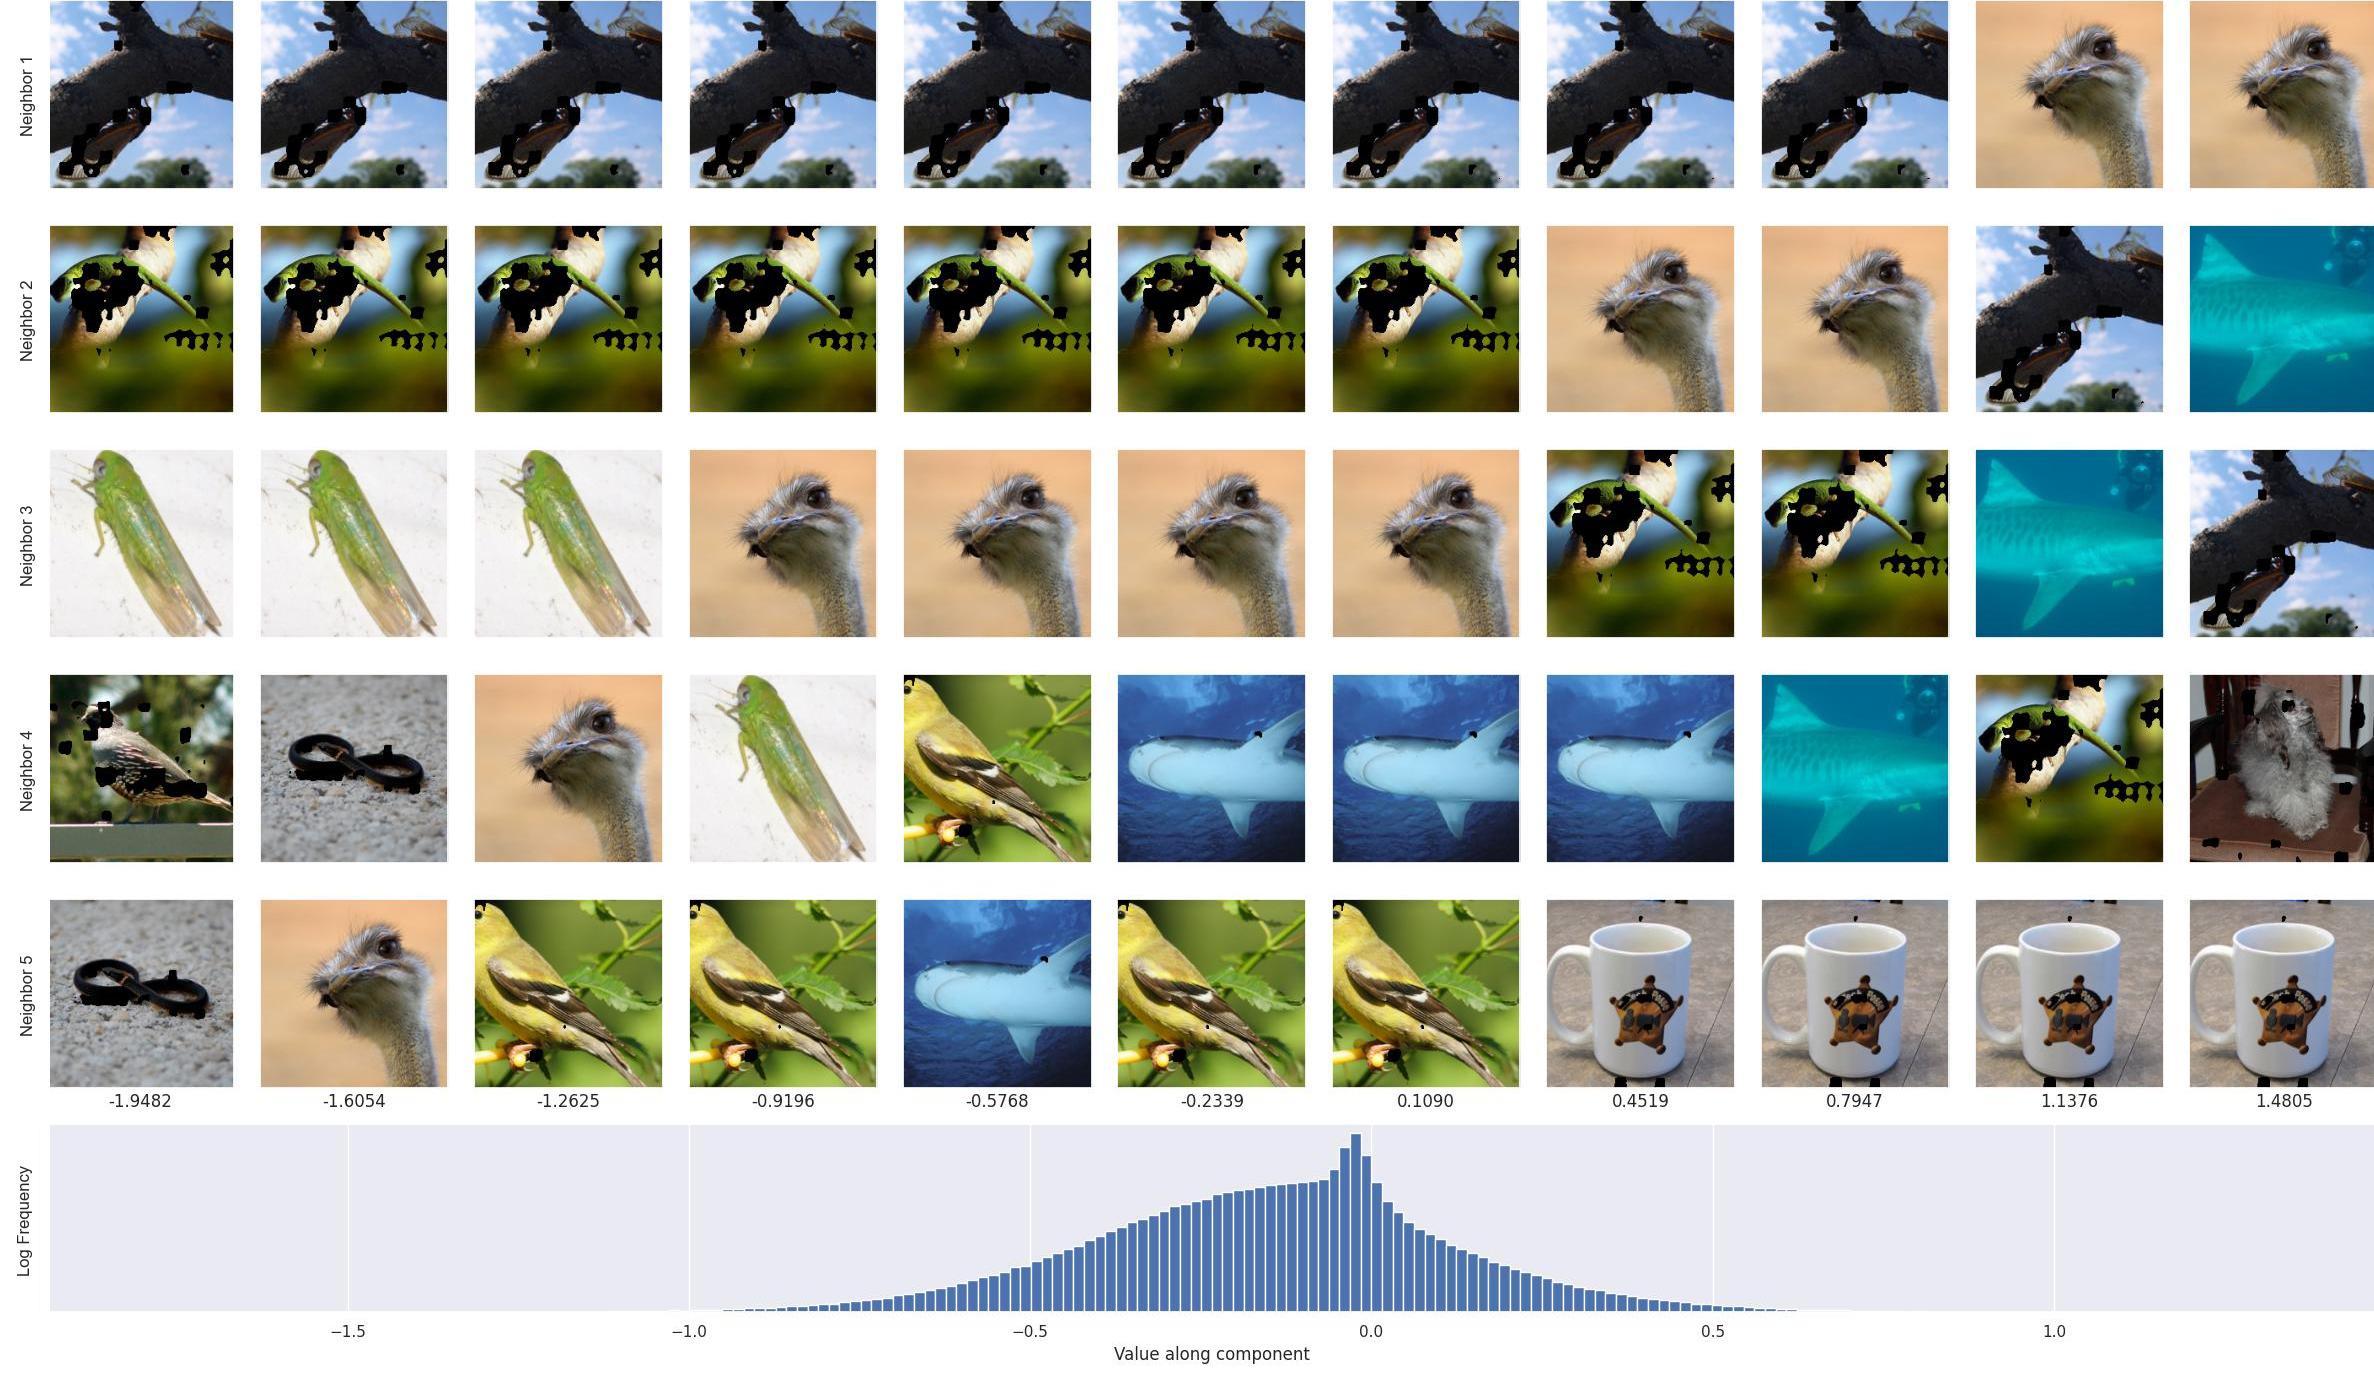 Neighbor 1
Neighbor 2
Neighbor 3
Neighbor 4
Neighbor 5
-1.9482 -1.6054 -1.2625 -0.9196 -0.5768 -0.2339 0.1090 0.4519 0.7947 1.1376 1.4805
Log Frequency
−1.5 −1.0 −0.5 0.0 0.5 1.0
Value along component